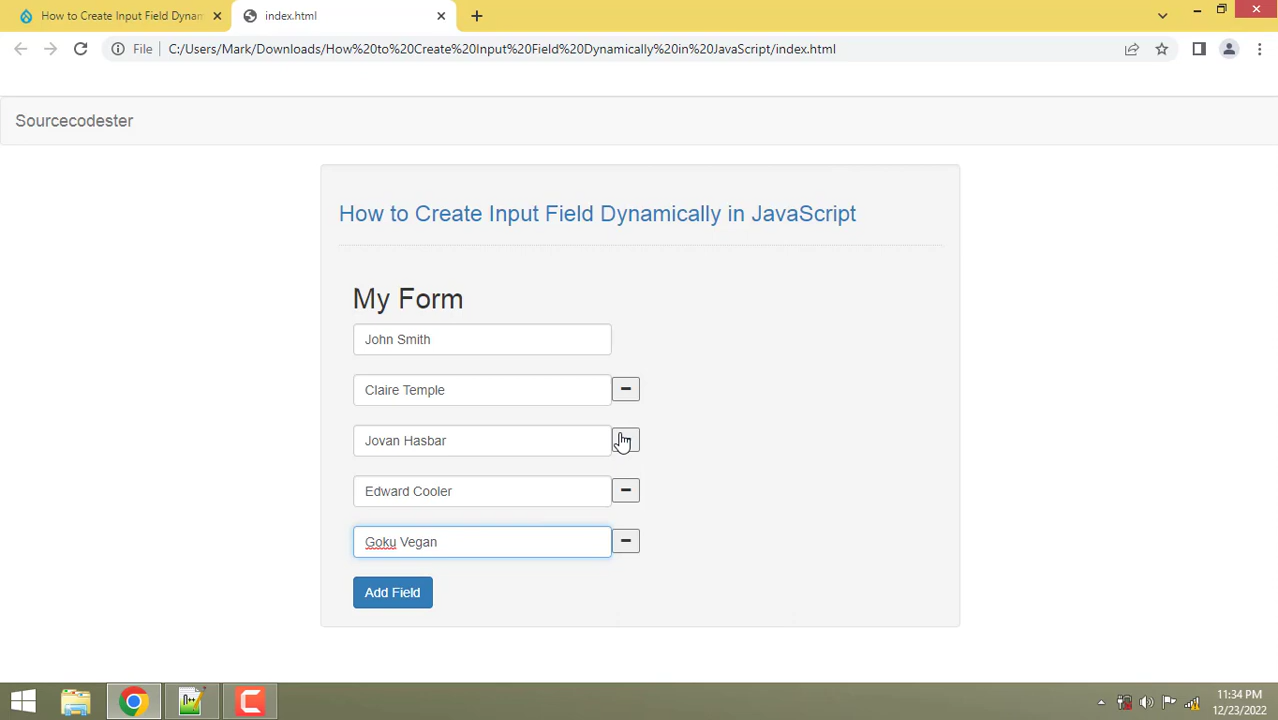 How to Create Input Field Dynam
index.html
File
C:/Users/Mark/Downloads/How%20to%20Create%20Input%20Field%20Dynamically%20in%20JavaScript/index.html
Sourcecodester
How to Create Input Field Dynamically in JavaScript
My Form
John Smith
Claire Temple
Jovan Hasbar
Edward Cooler
Goku Vegan
Add Field
11:34 PM
12/23/2022